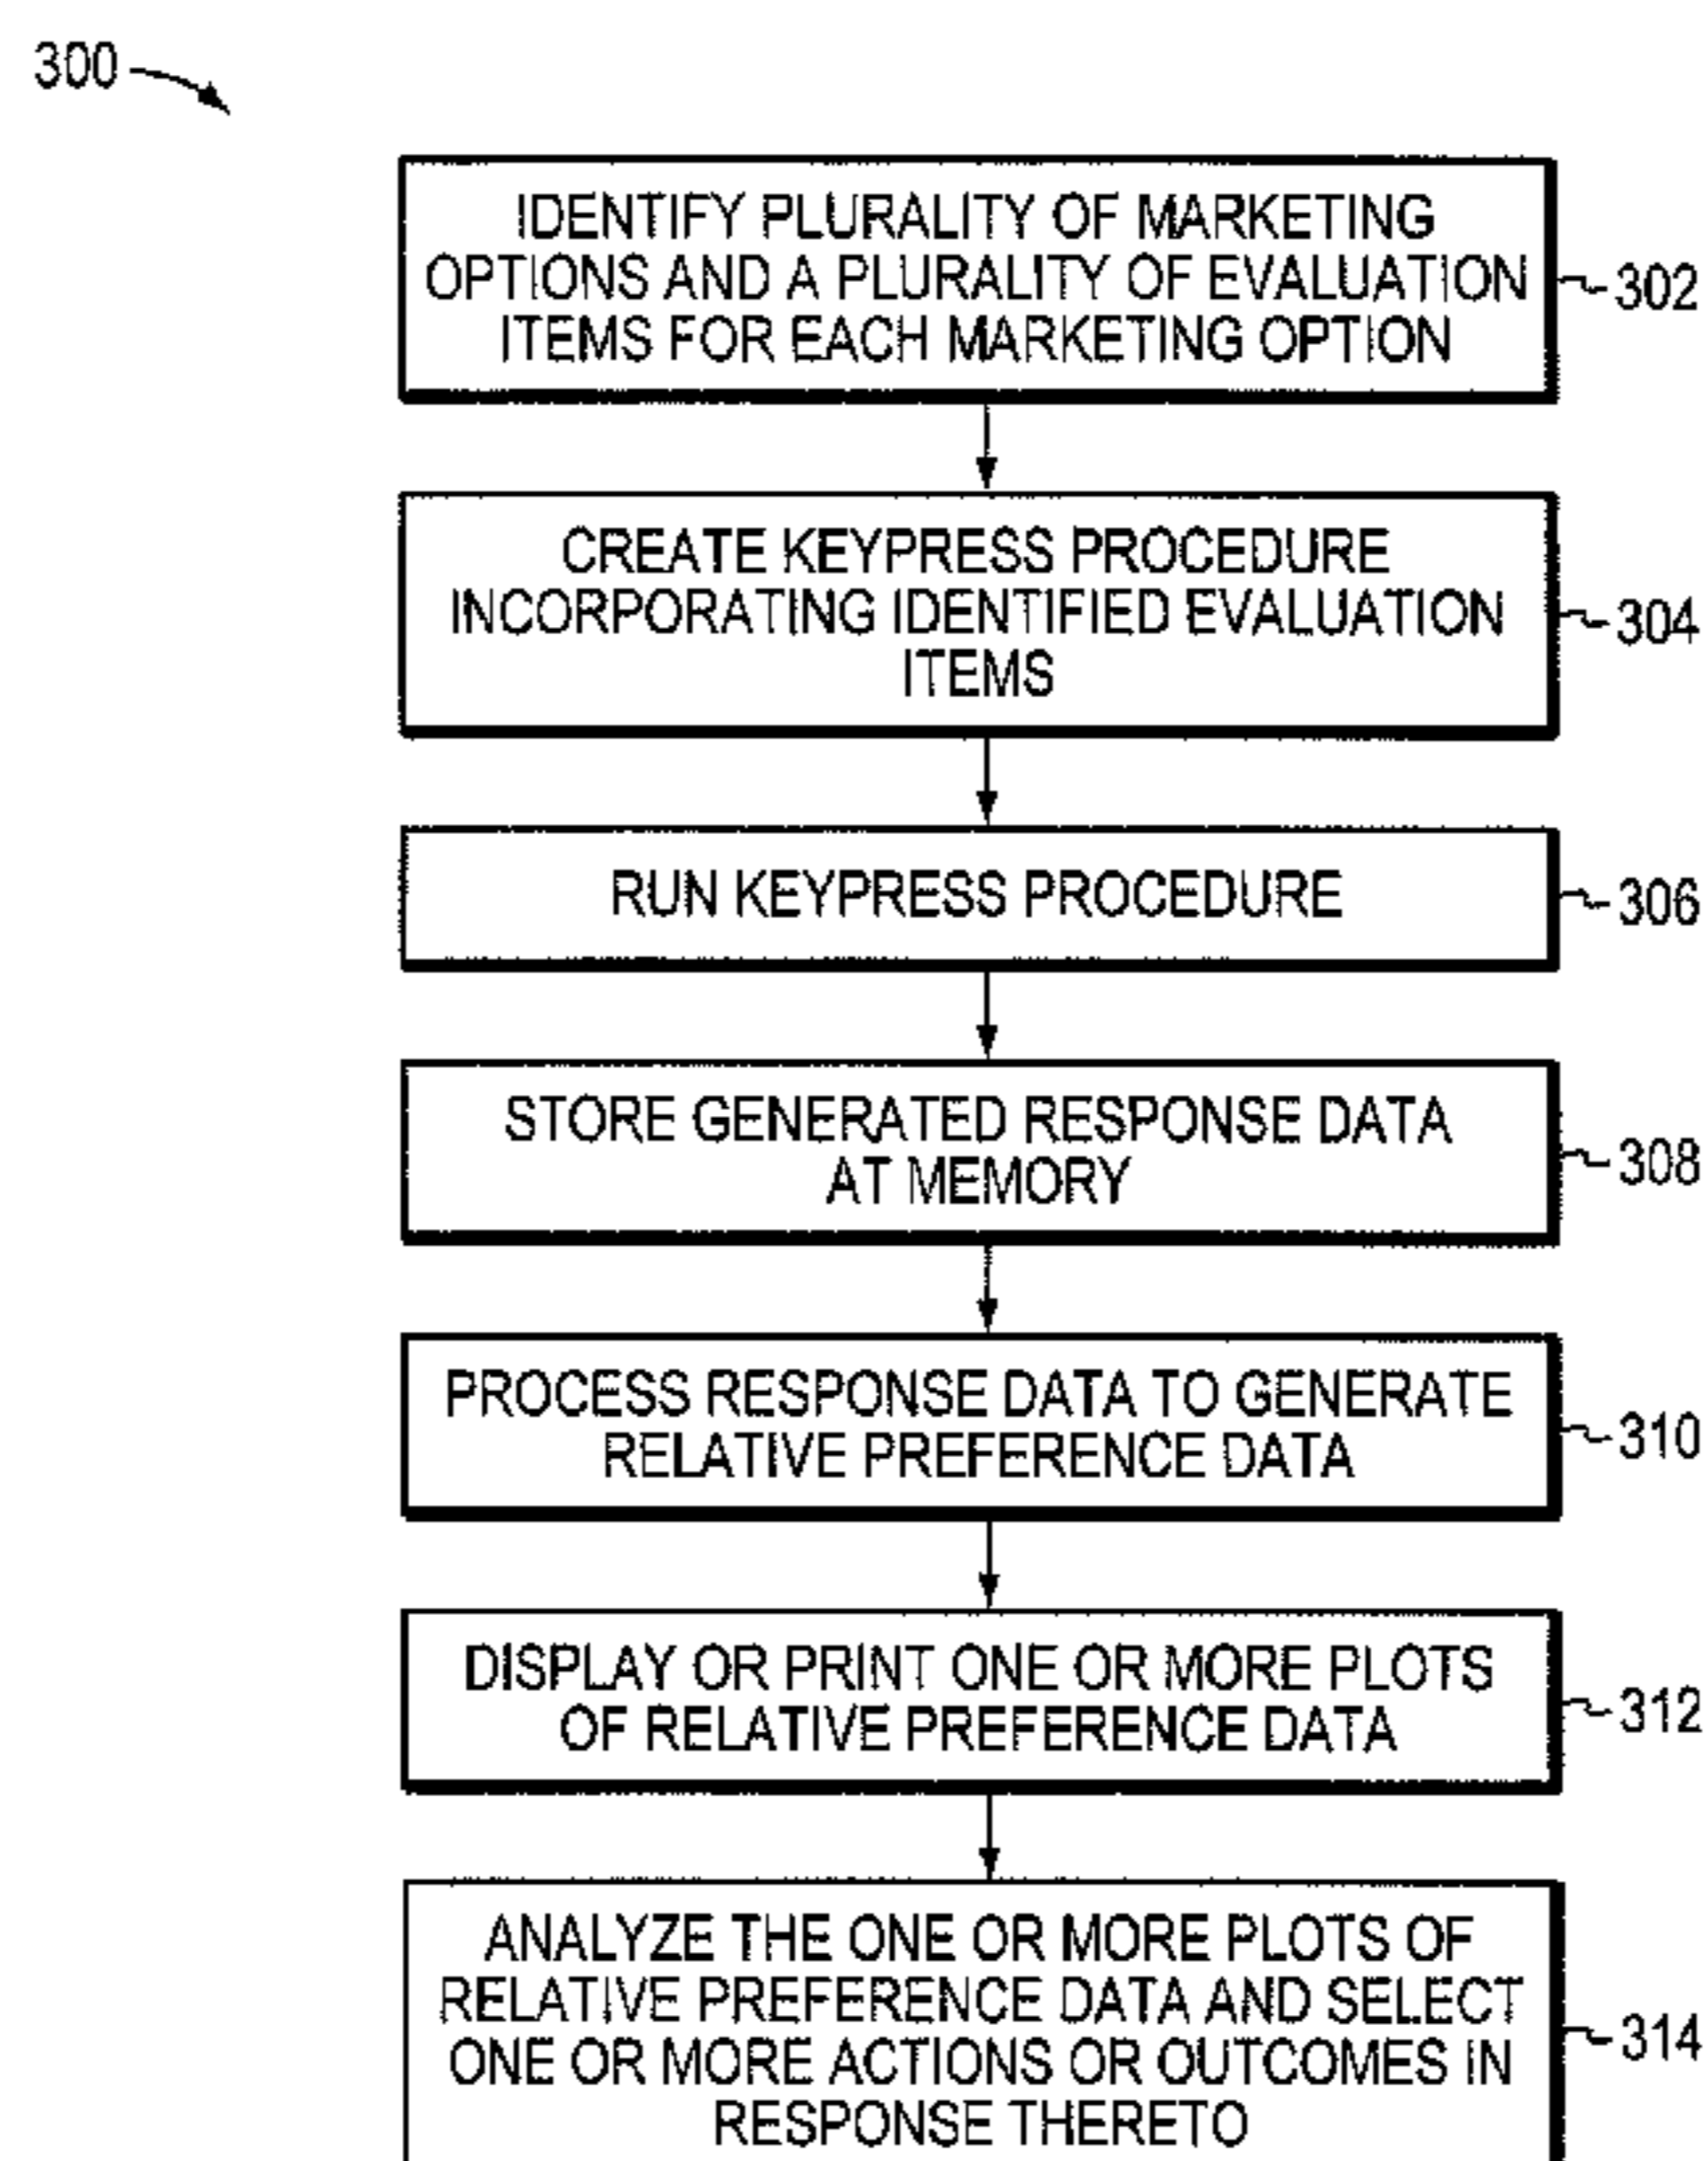 300
IDENTIFY PLURALITY OF MARKETING
OPTIONS AND A PLURALITY OF EVALUATION
ITEMS FOR EACH MARKETING OPTION
302
CREATE KEYPRESS PROCEDURE
INCORPORATING IDENTIFIED EVALUATION
ITEMS
304
RUN KEYPRESS PROCEDURE
306
STORE GENERATED RESPONSE DATA
AT MEMORY
308
PROCESS RESPONSE DATA TO GENERATE
RELATIVE PREFERENCE DATA
310
DISPLAY OR PRINT ONE OR MORE PLOTS
OF RELATIVE PREFERENCE DATA
312
ANALYZE THE ONE OR MORE PLOTS OF
RELATIVE PREFERENCE DATA AND SELECT
ONE OR MORE ACTIONS OR OUTCOMES IN
RESPONSE THERETO
314